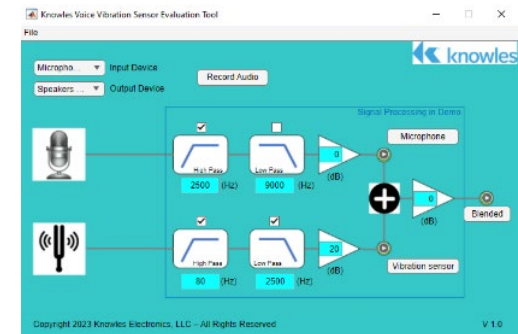 Knowles Voice Vibration Sensor Evaluation Tool
File
knowles
Micropho... Input Device
Record Audio
Speakers ... Output Device
Signal Processing in Demo
Microphone
High Pass
Low Pass
0
2500 (Hz)
9000 (Hz)
(dB)
0
(dB)
Blended
20
High Pass
Low Pass
Vibration sensor
80 (Hz)
2500 (Hz)
(dB)
Copyright 2023 Knowles Electronics, LLC – All Rights Reserved
V 1.0